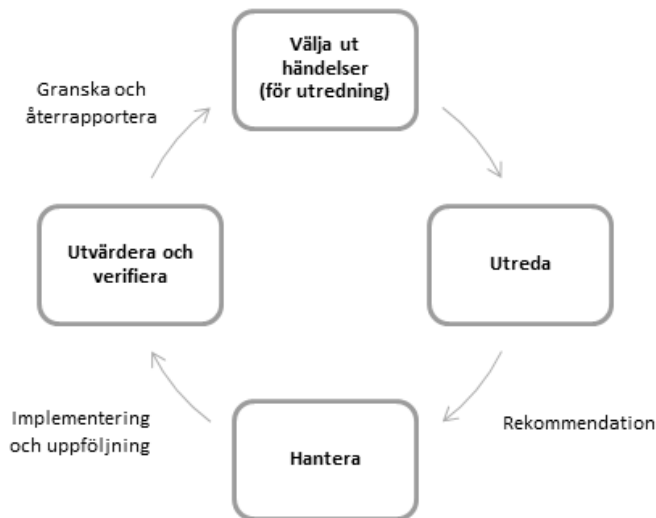 Välja ut
händelser
(för utredning)
Granska och
återrapportera
Utvärdera och
verifiera
Utreda
Implementering
och uppföljning
Rekommendation
Hantera